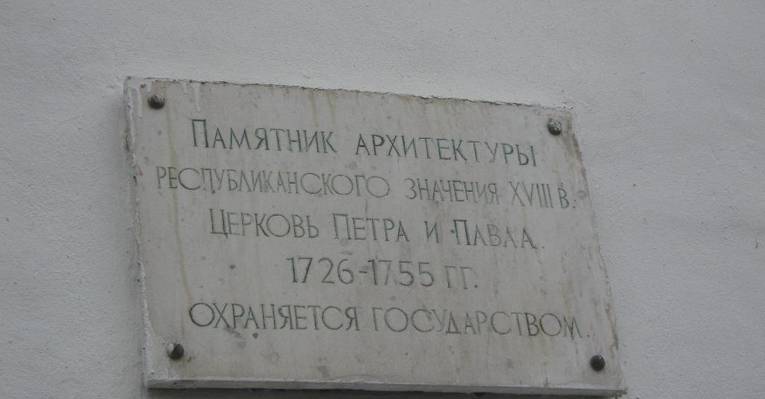 ПАМЯТНИК АРХИТЕКТУРЫ
РЕСПУБЛИКАНСКОГО ЗНАЧЕНИЯ XVIII В.
ЦЕРКОВЬ ПЕТРА И ПАВЛА.
1726-1755 ГГ.
ОХРАНЯЕТСЯ ГОСУДАРСТВОМ.